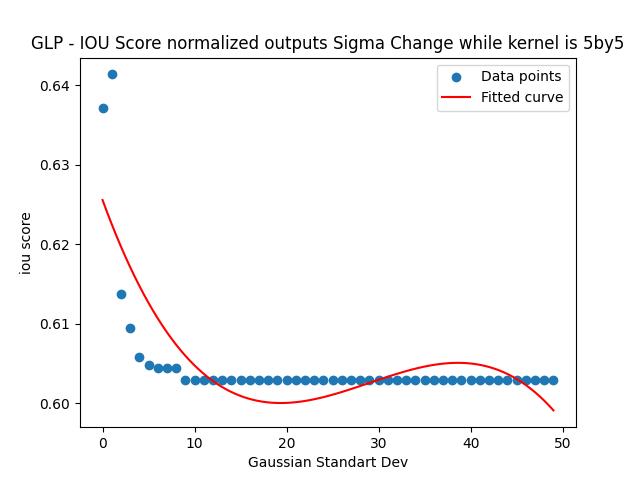 GLP - IOU Score normalized outputs Sigma Change while kernel is 5by5
Data points
Fitted curve
0.64
0.63
0.62
0.61
0.60
iou score
0 10 20 30 40 50
Gaussian Standart Dev